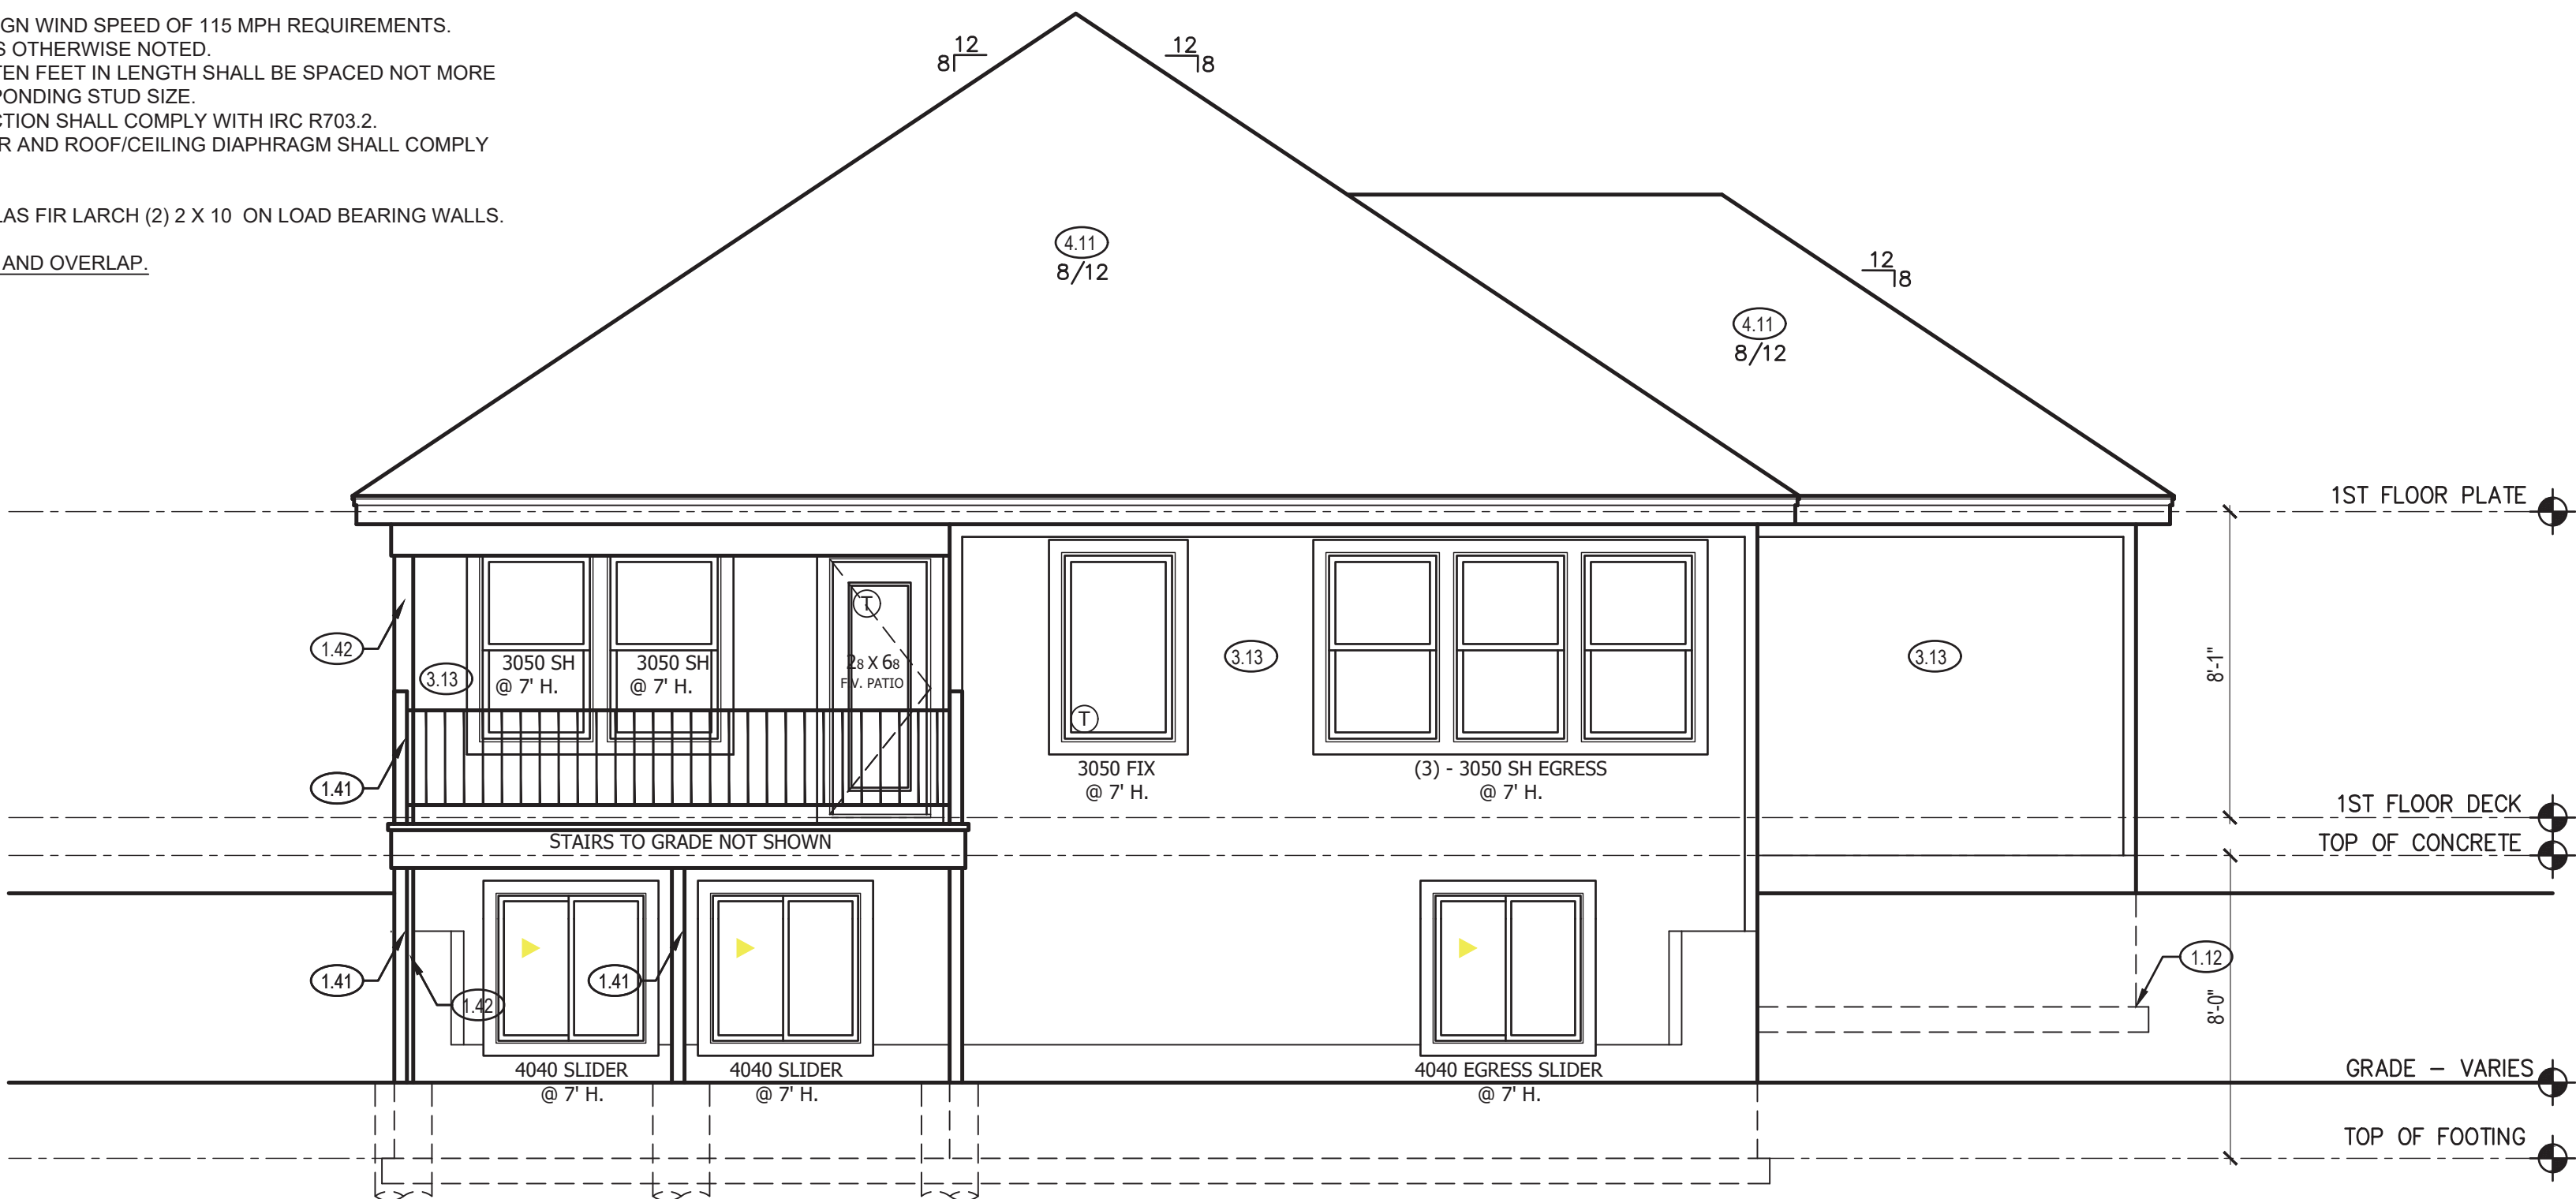 GN WIND SPEED OF 115 MPH REQUIREMENTS.
S OTHERWISE NOTED.
TEN FEET IN LENGTH SHALL BE SPACED NOT MORE
PONDING STUD SIZE.
CTION SHALL COMPLY WITH IRC R703.2.
R AND ROOF/CEILING DIAPHRAGM SHALL COMPLY
LAS FIR LARCH (2) 2 X 10 ON LOAD BEARING WALLS.
AND OVERLAP.
12
8
12
8
4.11
8/12
12
8
4.11
8/12
1ST FLOOR PLATE
1.42
3.13
3050 SH
@ 7' H.
3050 SH
@ 7' H.
T
28 X 68
F.V. PATIO
T
3.13
3.13
8'-1"
1.41
3050 FIX
@ 7' H.
(3) - 3050 SH EGRESS
@ 7' H.
1ST FLOOR DECK
STAIRS TO GRADE NOT SHOWN
TOP OF CONCRETE
1.41
1.42
1.41
1.12
8'-0"
4040 SLIDER
@ 7' H.
4040 SLIDER
@ 7' H.
4040 EGRESS SLIDER
@ 7' H.
GRADE - VARIES
TOP OF FOOTING